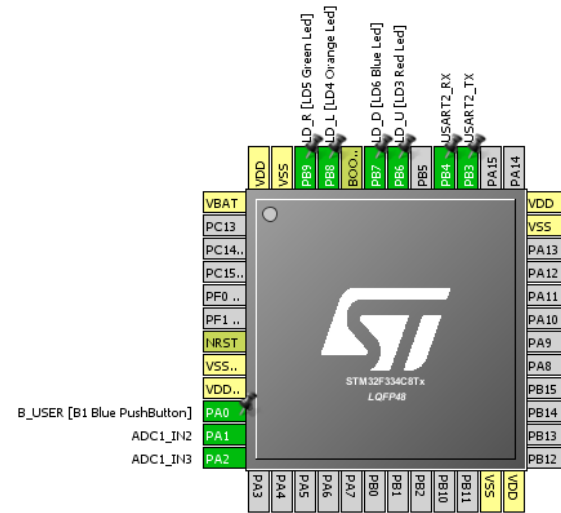 LD_R [LD5 Green Led]
LD_L [LD4 Orange Led]
LD_D [LD6 Blue Led]
LD_U [LD3 Red Led]
USART2_RX
USART2_TX
VDD
VSS
PB9
PB8
BOO..
PB7
PB6
PB5
PB4
PB3
PA15
PA14
VBAT
PC13
PC14..
PC15..
PF0 ..
PF1 ..
NRST
VSS..
VDD..
B_USER [B1 Blue PushButton] PA0
ADC1_IN2 PA1
ADC1_IN3 PA2
ST
STM32F334C8Tx
LQFP48
VDD
VSS
PA13
PA12
PA11
PA10
PA9
PA8
PB15
PB14
PB13
PB12
PA3
PA4
PA5
PA6
PA7
PB0
PB1
PB2
PB10
PB11
VSS
VDD